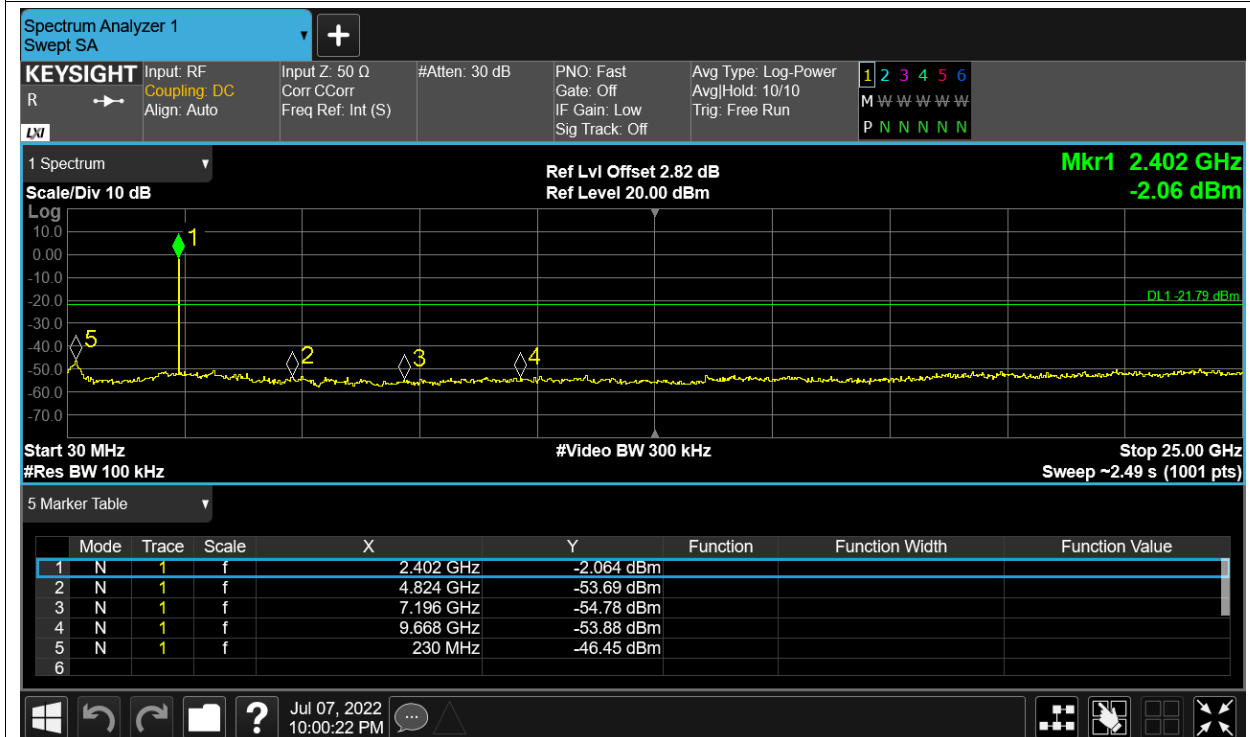 Spectrum Analyzer 1
Swept SA
+
KEYSIGHT Input: RF Input Z: 50 Ω #Atten: 30 dB PNO: Fast Avg Type: Log-Power 1 2 3 4 5 6
R Coupling: DC Corr CCorr Gate: Off Avg|Hold: 10/10 M W W W W W W
Align: Auto Freq Ref: Int (S) IF Gain: Low Trig: Free Run
LXI Sig Track: Off P N N N N N N
1 Spectrum Ref Lvl Offset 2.82 dB Mkr1 2.402 GHz
Scale/Div 10 dB Ref Level 20.00 dBm -2.06 dBm
Log
10.0
1
0.00
-10.0
-20.0 DL1 -21.79 dBm
-30.0
-40.0 5
2 3 4
-50.0
-60.0
-70.0
Start 30 MHz #Video BW 300 kHz Stop 25.00 GHz
#Res BW 100 kHz Sweep ~2.49 s (1001 pts)
5 Marker Table
Mode Trace Scale X Y Function Function Width Function Value
1 N 1 f 2.402 GHz -2.064 dBm
2 N 1 f 4.824 GHz -53.69 dBm
3 N 1 f 7.196 GHz -54.78 dBm
4 N 1 f 9.668 GHz -53.88 dBm
5 N 1 f 230 MHz -46.45 dBm
6
? Jul 07, 2022
10:00:22 PM